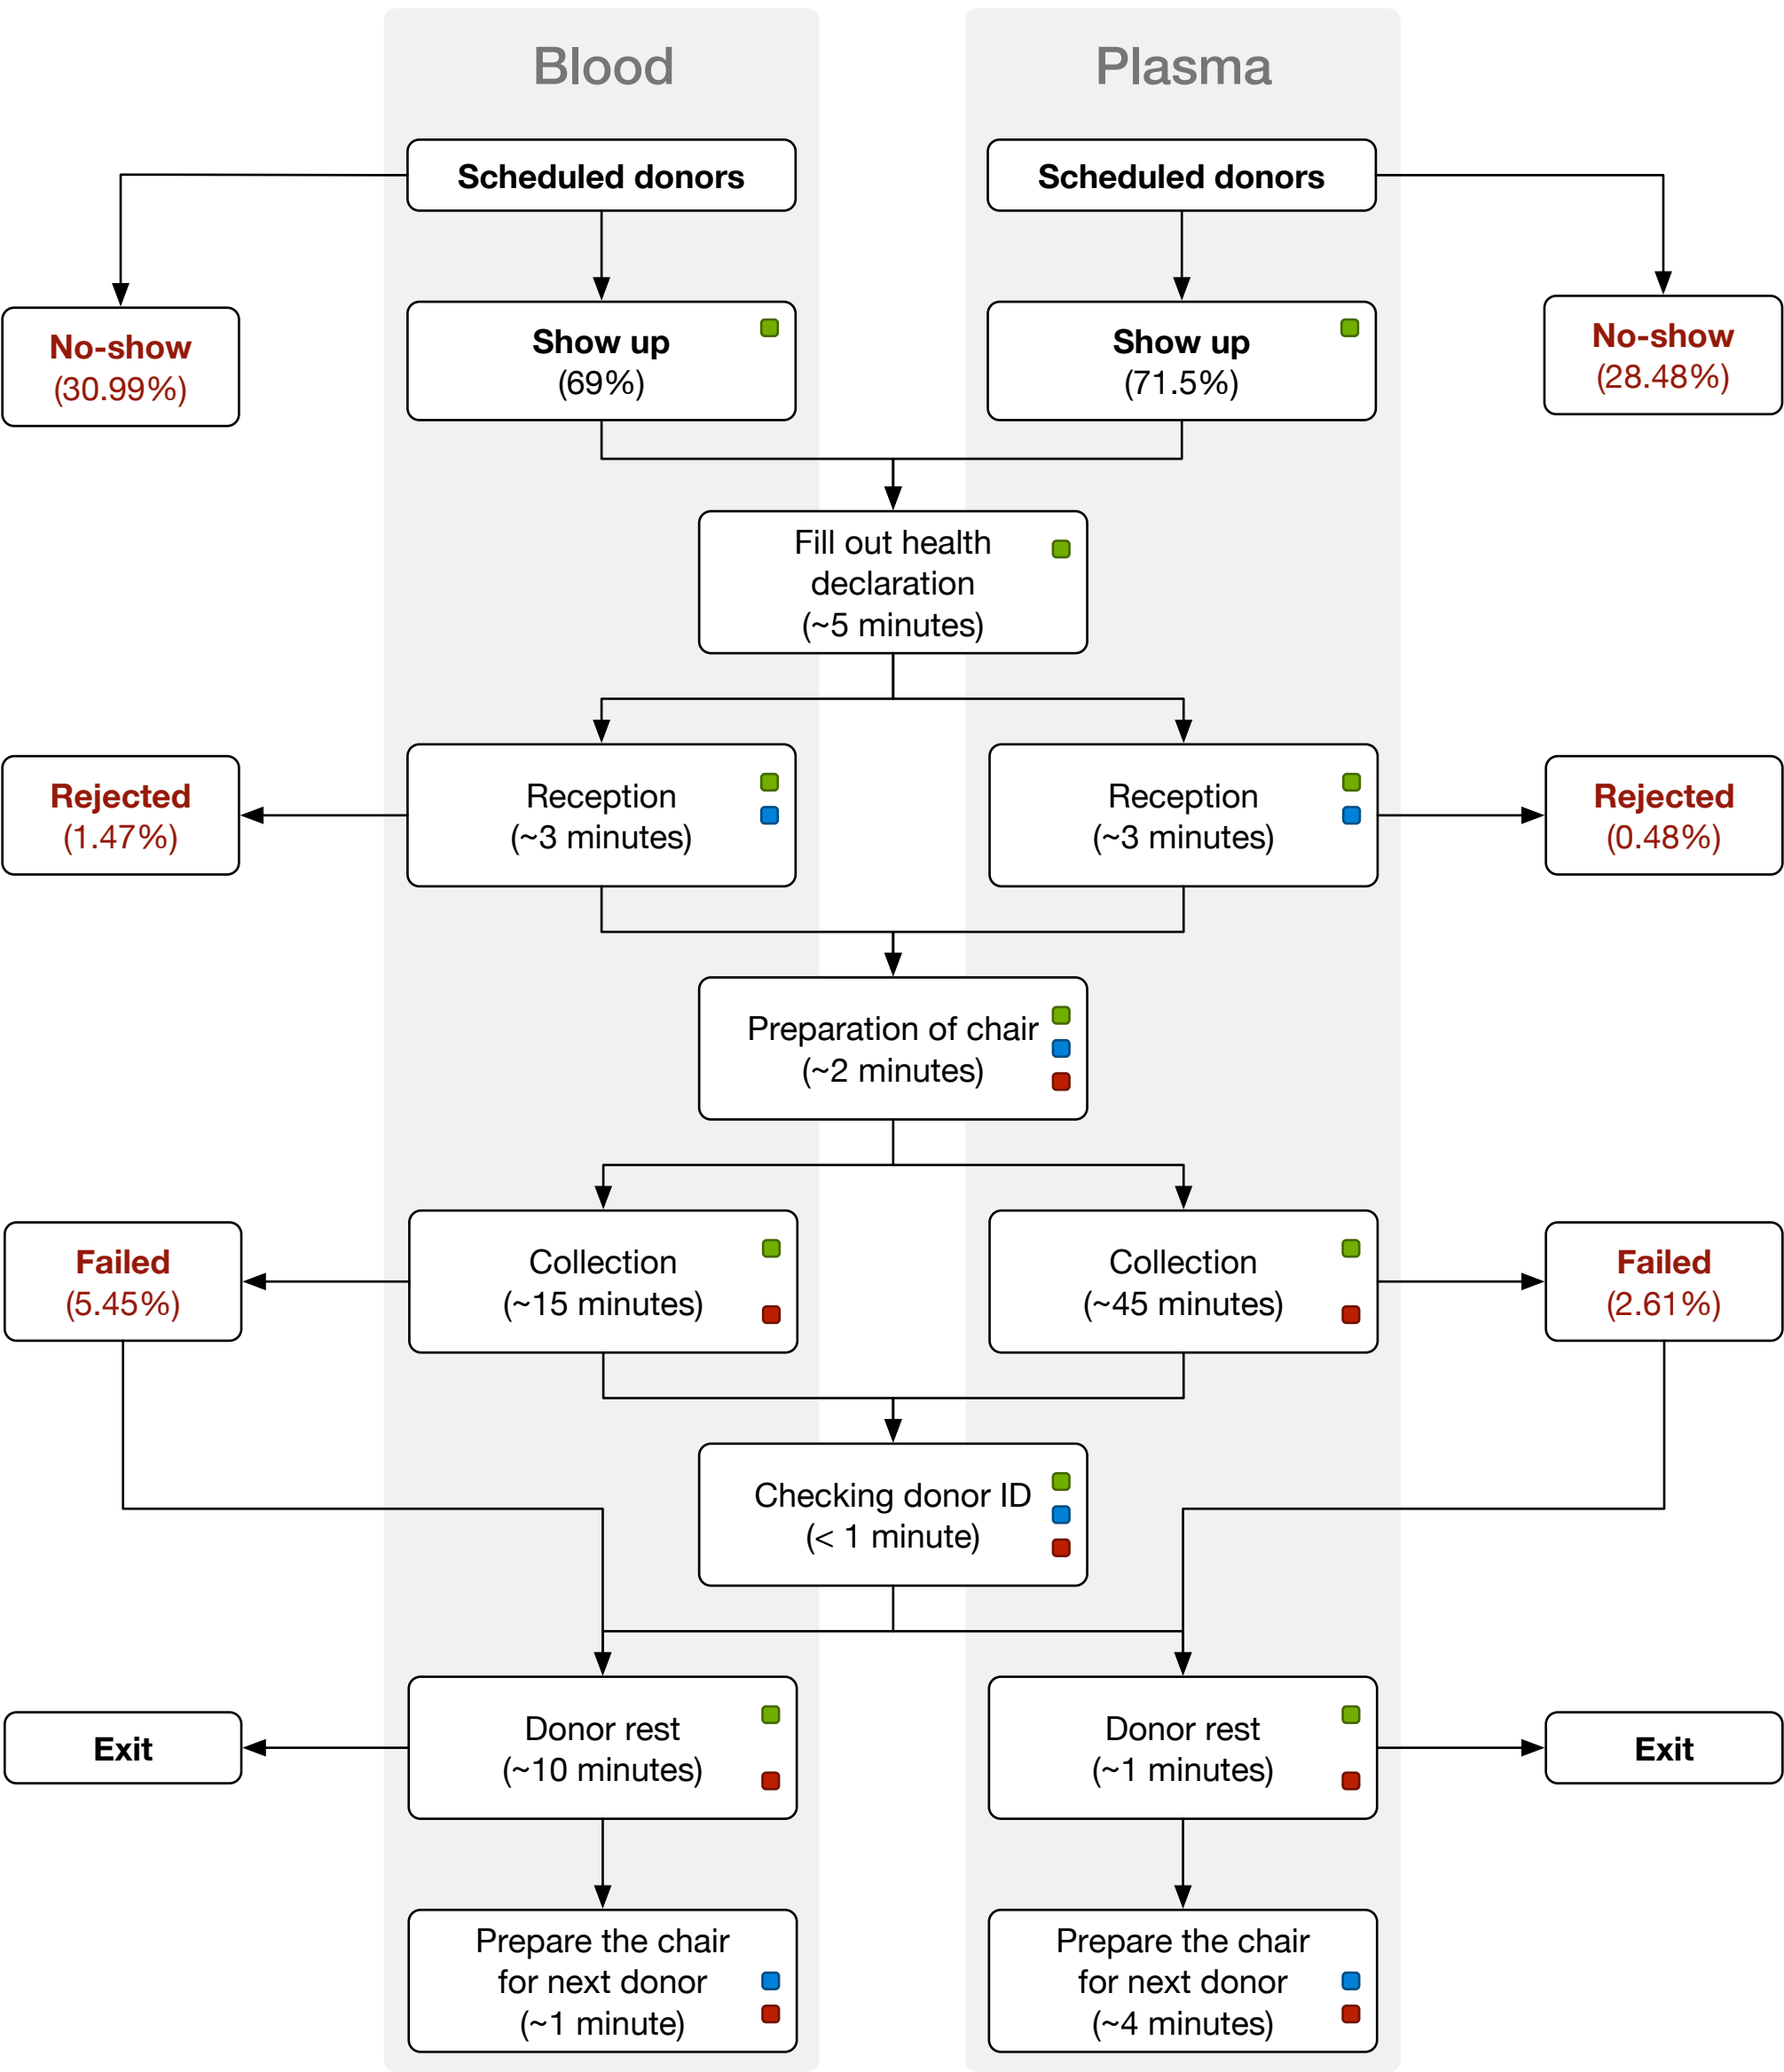 Blood
Plasma
Scheduled donors
Scheduled donors
No-show
(30.99%)
Show up
(69%)
Show up
(71.5%)
No-show
(28.48%)
Fill out health
declaration
(~5 minutes)
Rejected
(1.47%)
Reception
(~3 minutes)
Reception
(~3 minutes)
Rejected
(0.48%)
Preparation of chair
(~2 minutes)
Failed
(5.45%)
Collection
(~15 minutes)
Collection
(~45 minutes)
Failed
(2.61%)
Checking donor ID
(< 1 minute)
Exit
Donor rest
(~10 minutes)
Donor rest
(~1 minutes)
Exit
Prepare the chair
for next donor
(~1 minute)
Prepare the chair
for next donor
(~4 minutes)